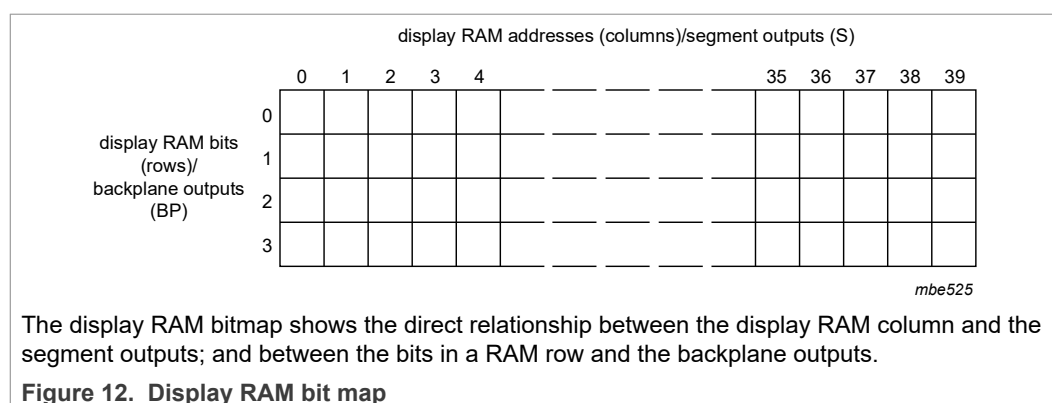 display RAM addresses (columns)/segment outputs (S)
0 1 2 3 4 35 36 37 38 39
0
display RAM bits
1
(rows)/
backplane outputs
2
(BP)
3
mbe525
The display RAM bitmap shows the direct relationship between the display RAM column and the
segment outputs; and between the bits in a RAM row and the backplane outputs.
Figure 12. Display RAM bit map